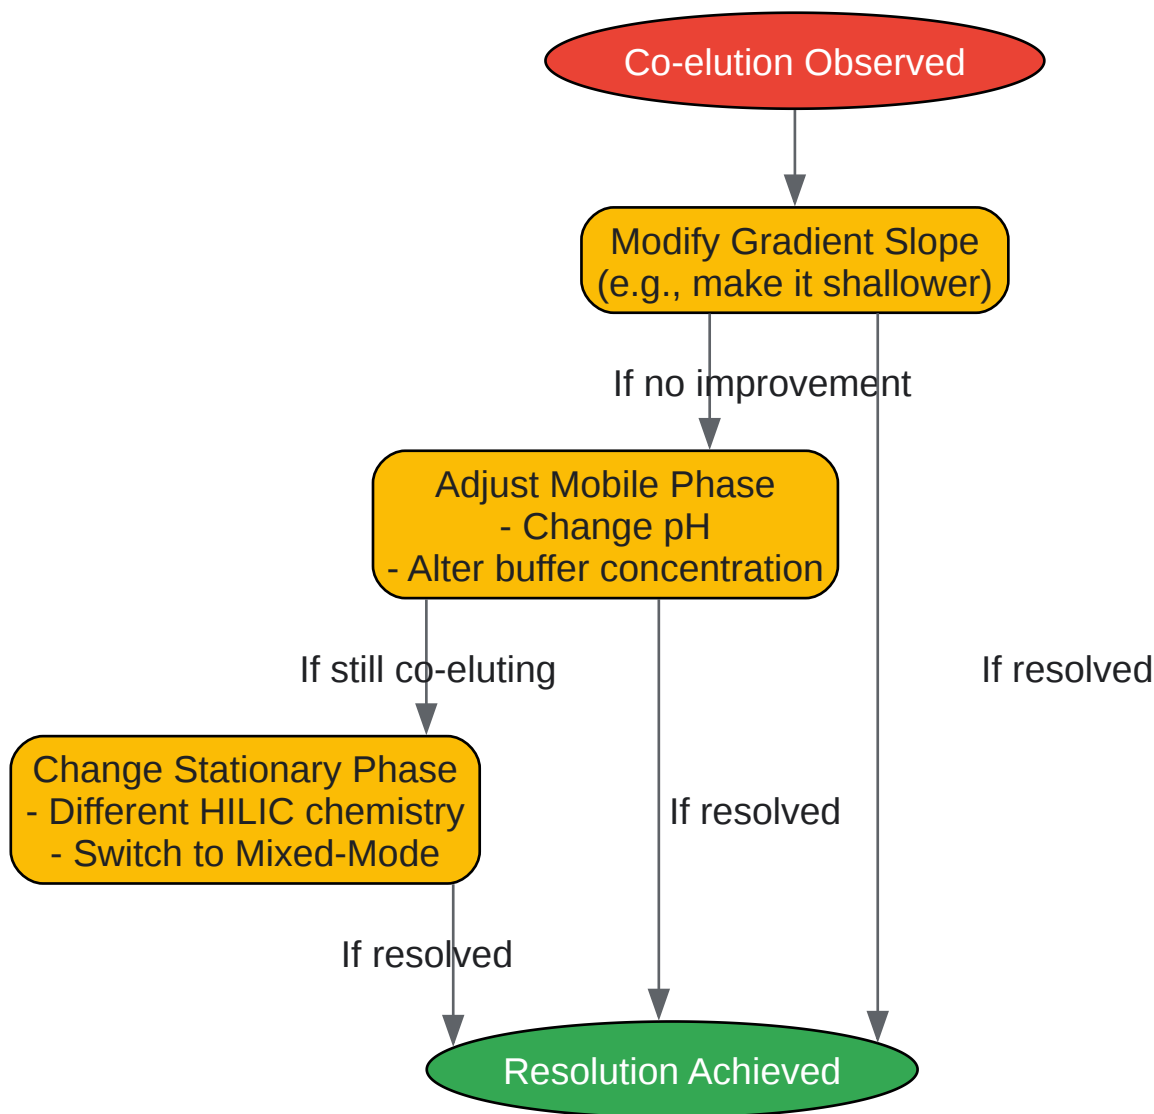 Co-elution Observed
Modify Gradient Slope
(e.g., make it shallower)
If no improvement
Adjust Mobile Phase
- Change pH
- Alter buffer concentration
If still co-eluting
If resolved
Change Stationary Phase
- Different HILIC chemistry
- Switch to Mixed-Mode
If resolved
If resolved
Resolution Achieved